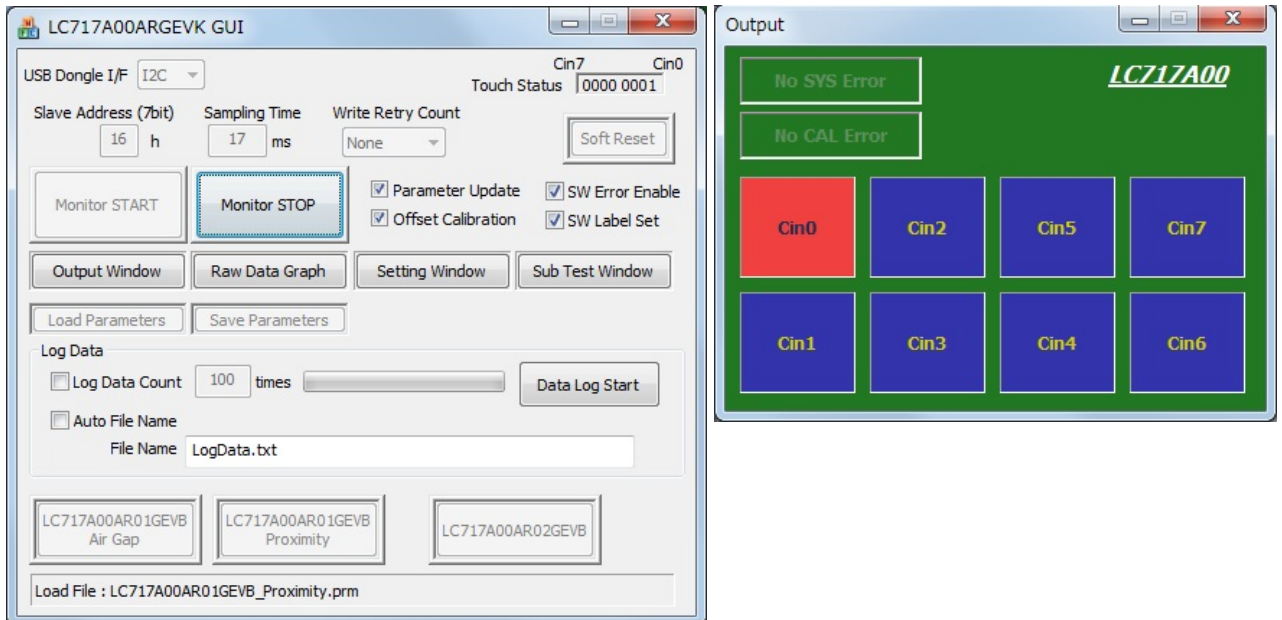 LC717A00ARGEVK GUI
USB Dongle I/F I2C
Cin7 Cin0
Touch Status 0000 0001
Slave Address (7bit) Sampling Time Write Retry Count
16 h 17 ms None Soft Reset
Monitor START Monitor STOP
Parameter Update SW Error Enable
Offset Calibration SW Label Set
Output Window Raw Data Graph Setting Window Sub Test Window
Load Parameters Save Parameters
Log Data
Log Data Count 100 times Data Log Start
Auto File Name
File Name LogData.txt
LC717A00AR01GEVB
Air Gap
LC717A00AR01GEVB
Proximity
LC717A00AR02GEVB
Load File : LC717A00AR01GEVB_Proximity.prm
Output
No SYS Error LC717A00
No CAL Error
Cin0 Cin2 Cin5 Cin7
Cin1 Cin3 Cin4 Cin6